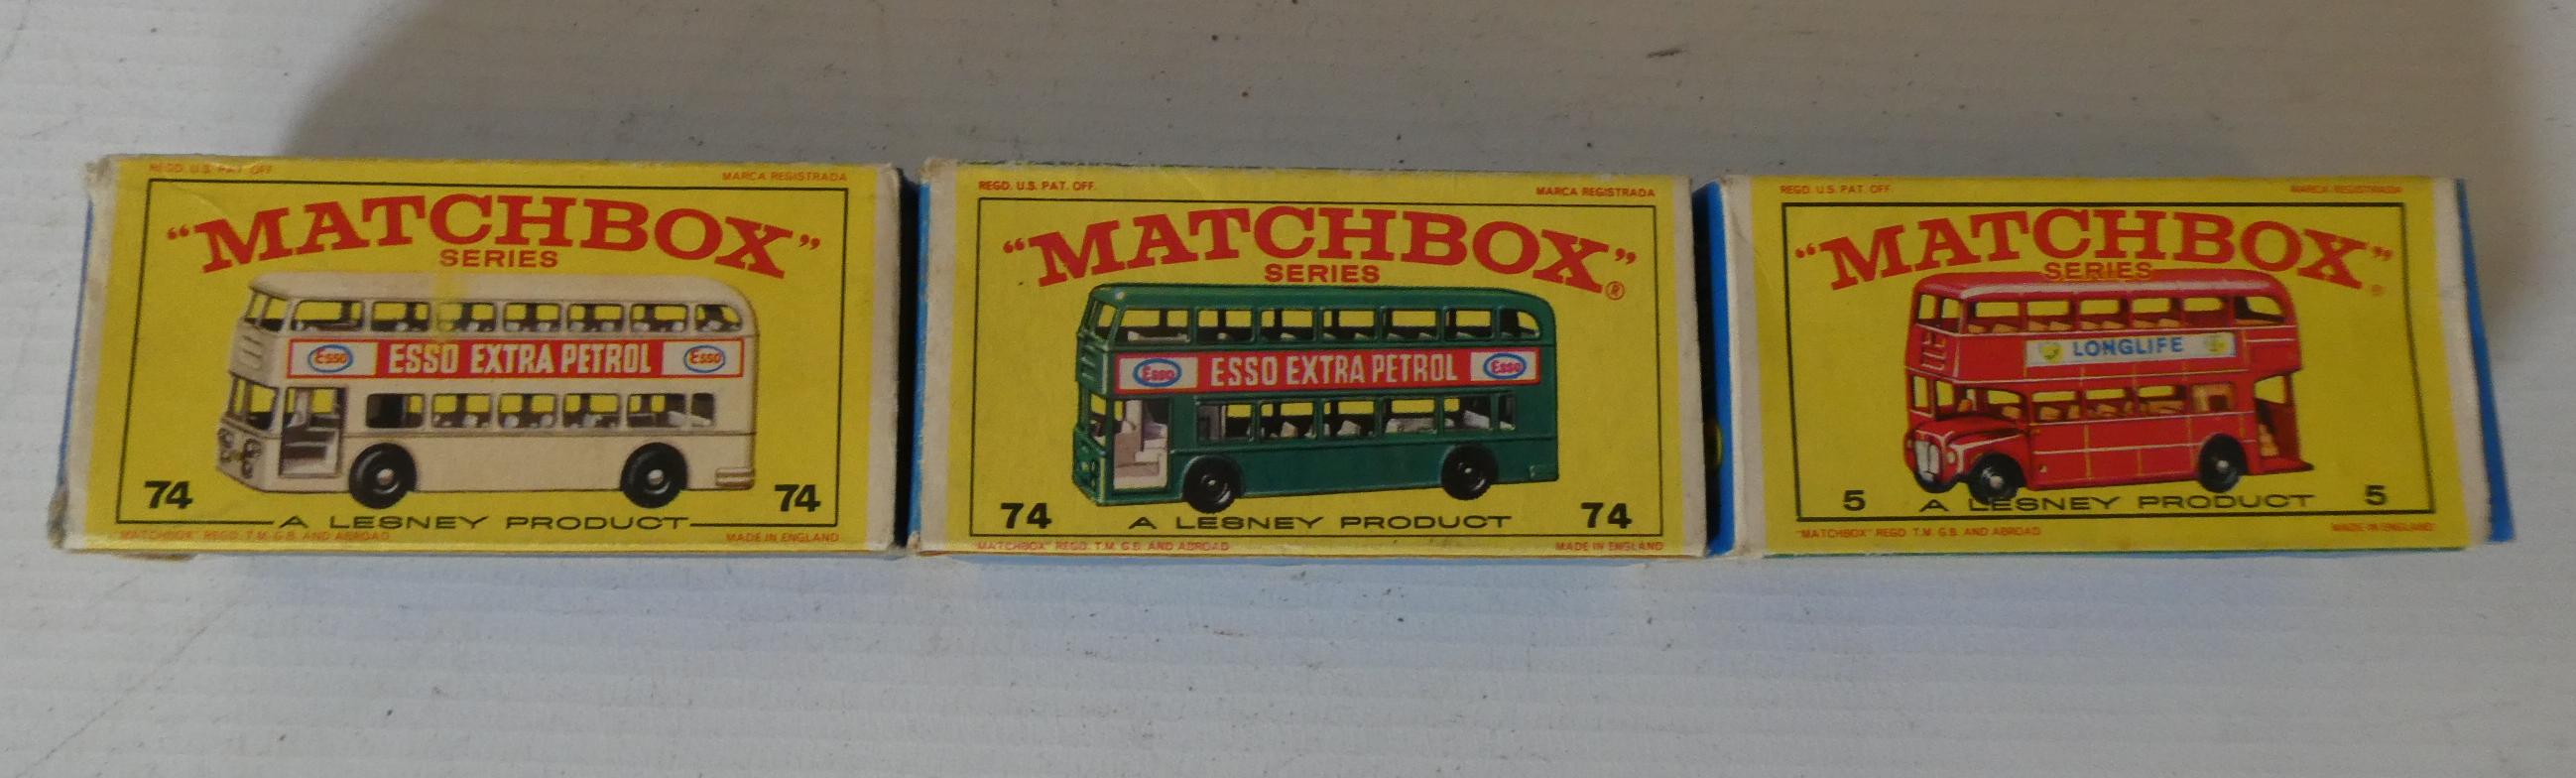 REGD. U.S. PAT. OFF. MARCA REGISTRADA
"MATCHBOX"
SERIES
Esso ESSO EXTRA PETROL Esso
74 74
A LESNEY PRODUCT
"MATCHBOX" REGD. T.M. G.B. AND ABROAD MADE IN ENGLAND
REGD. U.S. PAT. OFF. MARCA REGISTRADA
"MATCHBOX"
SERIES ®
Esso ESSO EXTRA PETROL Esso
74 A LESNEY PRODUCT 74
"MATCHBOX" REGD. T.M. G.B. AND ABROAD MADE IN ENGLAND
REGD. U.S. PAT. OFF. MARCA REGISTRADA
"MATCHBOX"
SERIES ®
LONGLIFE
5 A LESNEY PRODUCT 5
"MATCHBOX" REGD. T.M. G.B. AND ABROAD MADE IN ENGLAND